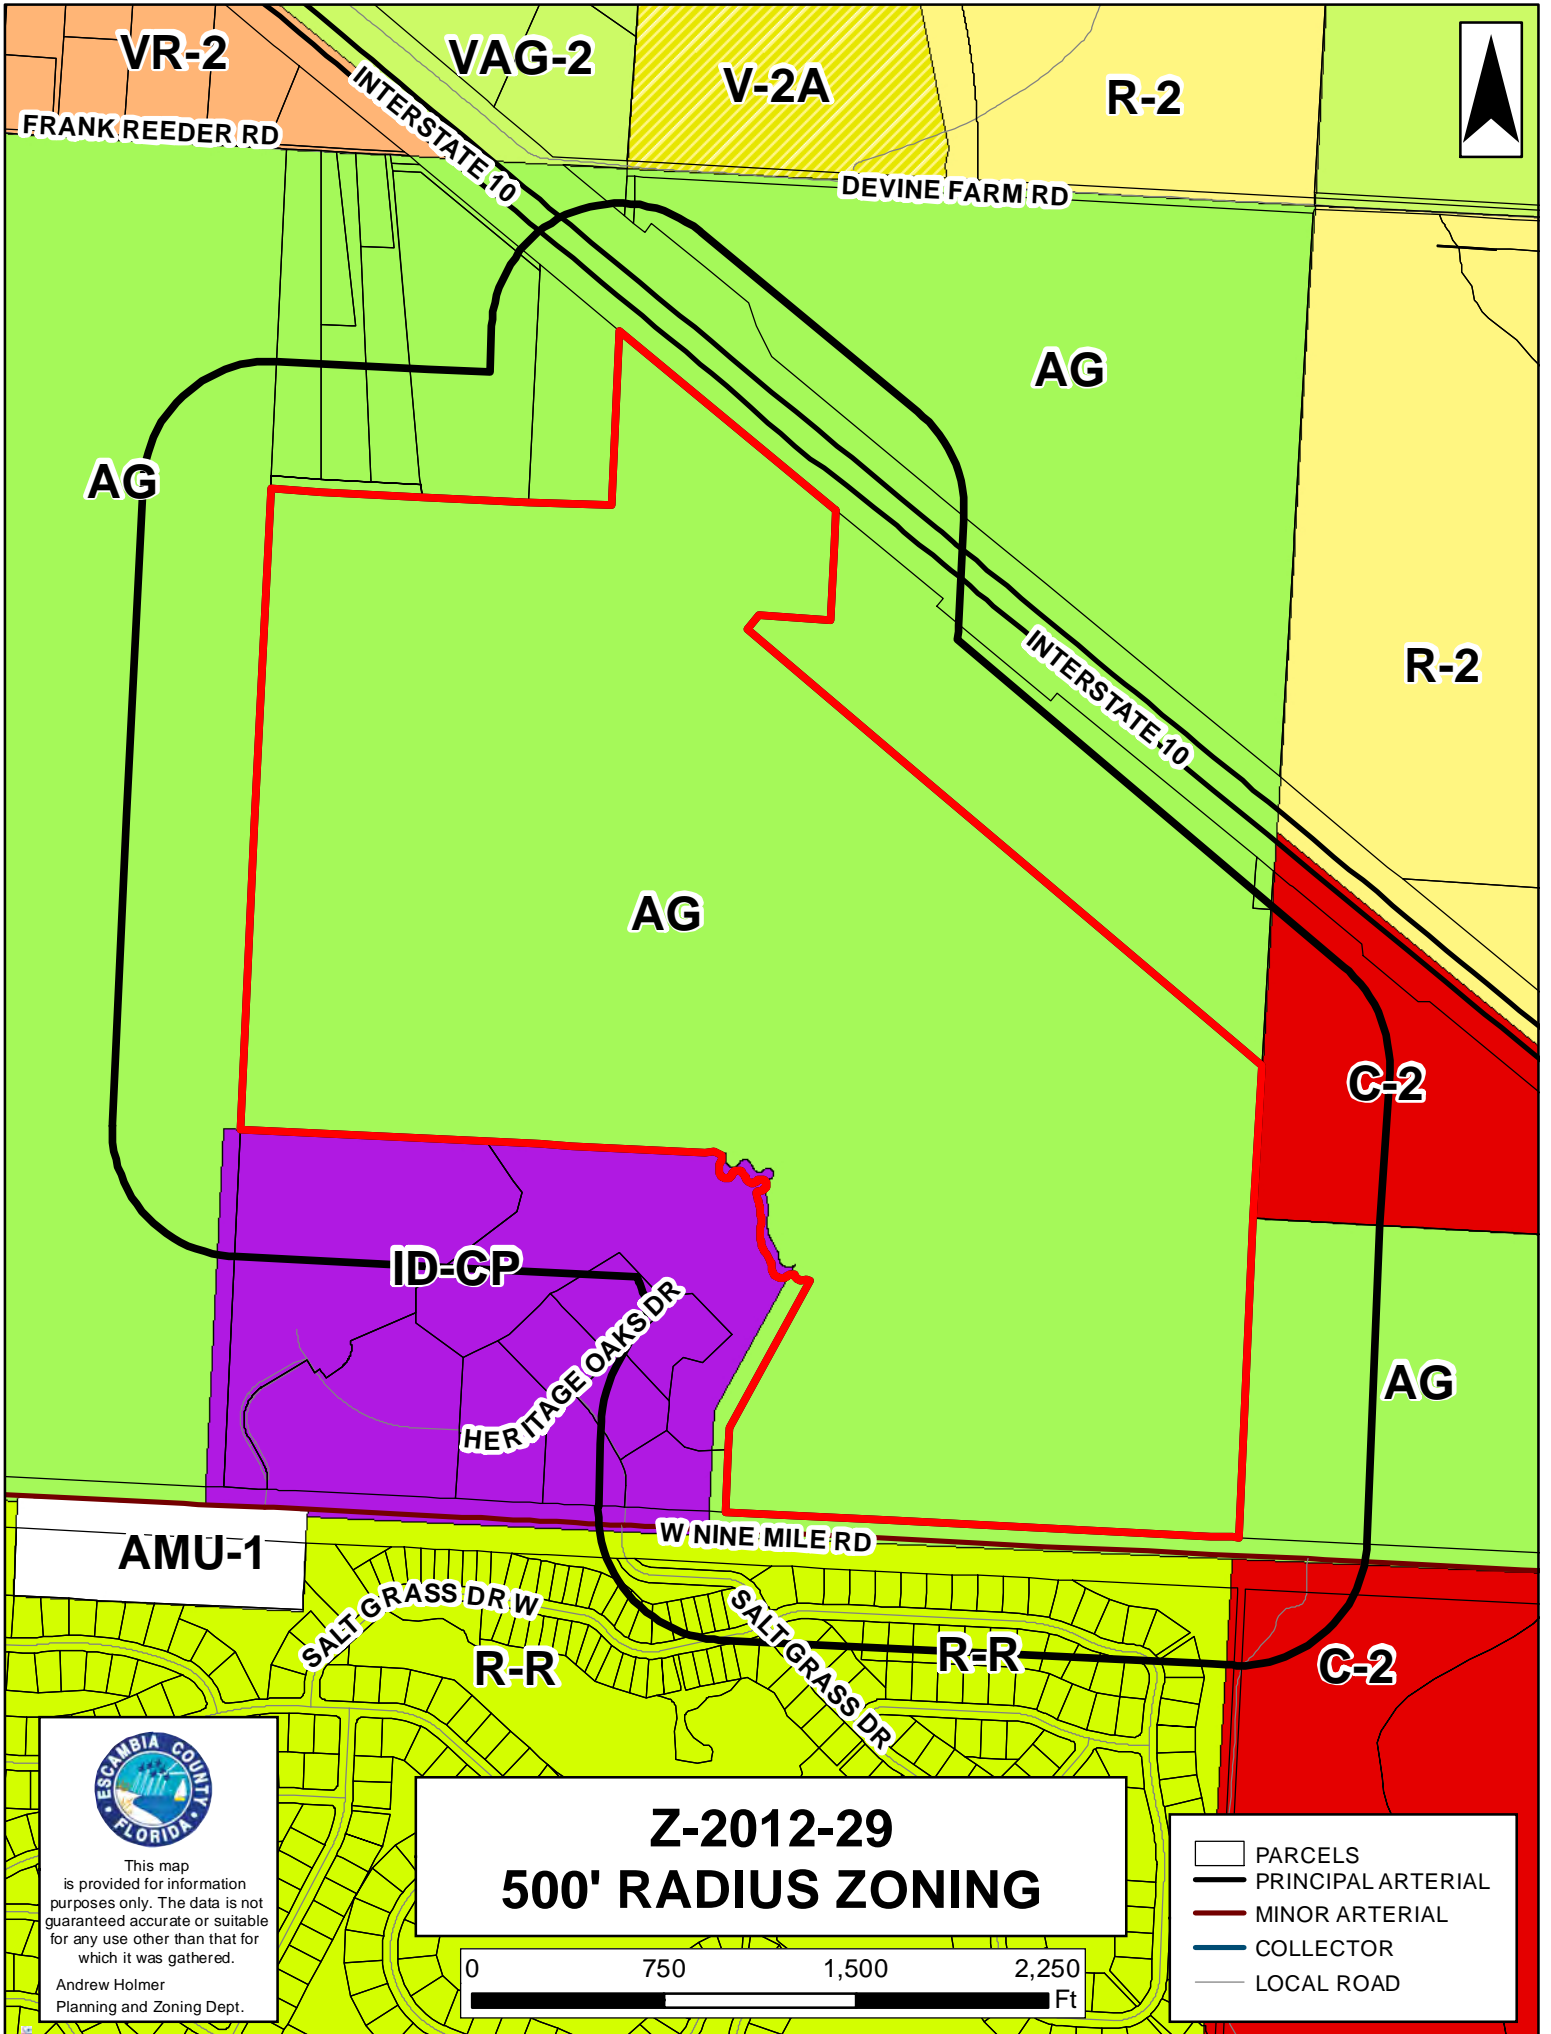 VR-2
VAG-2
V-2A
R-2
FRANK REEDER RD
INTERSTATE 10
DEVINE FARM RD
AG
AG
R-2
INTERSTATE 10
AG
C-2
ID-CP
HERITAGE OAKS DR
AG
W NINE MILE RD
AMU-1
SALT GRASS DR W
SALT GRASS DR
R-R
R-R
C-2
ESCAMBIA COUNTY
FLORIDA
This map
is provided for information
purposes only. The data is not
guaranteed accurate or suitable
for any use other than that for
which it was gathered.
Andrew Holmer
Planning and Zoning Dept.
Z-2012-29
500' RADIUS ZONING
0 750 1,500 2,250
Ft
PARCELS
PRINCIPAL ARTERIAL
MINOR ARTERIAL
COLLECTOR
LOCAL ROAD